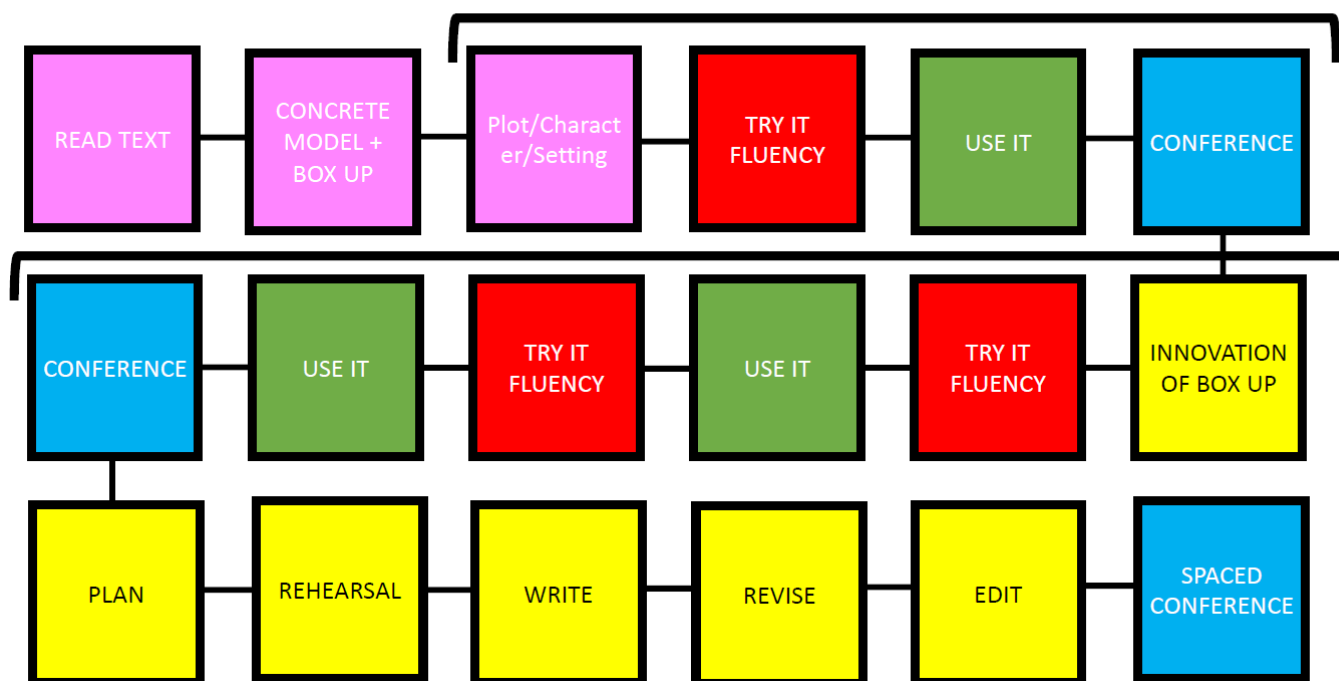 READ TEXT
CONCRETE
MODEL +
BOX UP
Plot/Charact
er/Setting
TRY IT
FLUENCY
USE IT
CONFERENCE
CONFERENCE
USE IT
TRY IT
FLUENCY
USE IT
TRY IT
FLUENCY
INNOVATION
OF BOX UP
PLAN
REHEARSAL
WRITE
REVISE
EDIT
SPACED
CONFERENCE